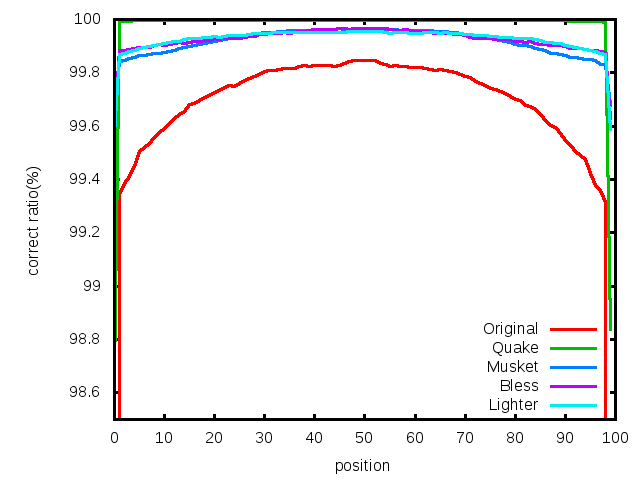 100
99.8
99.6
99.4
99.2
99
98.8
98.6
correct ratio(%)
Original
Quake
Musket
Bless
Lighter
0 10 20 30 40 50 60 70 80 90 100
position